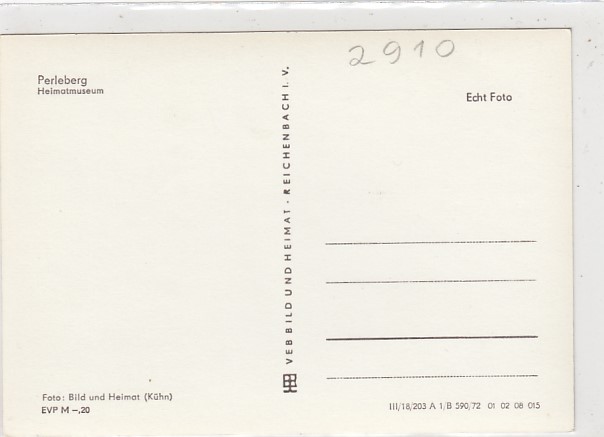 Perleberg
Heimatmuseum
2910
Echt Foto
VEB BILD UND HEIMAT · REICHENBACH I. V.
Foto: Bild und Heimat (Kühn)
EVP M –,20
III/18/203 A 1/B 590/72 01 02 08 015